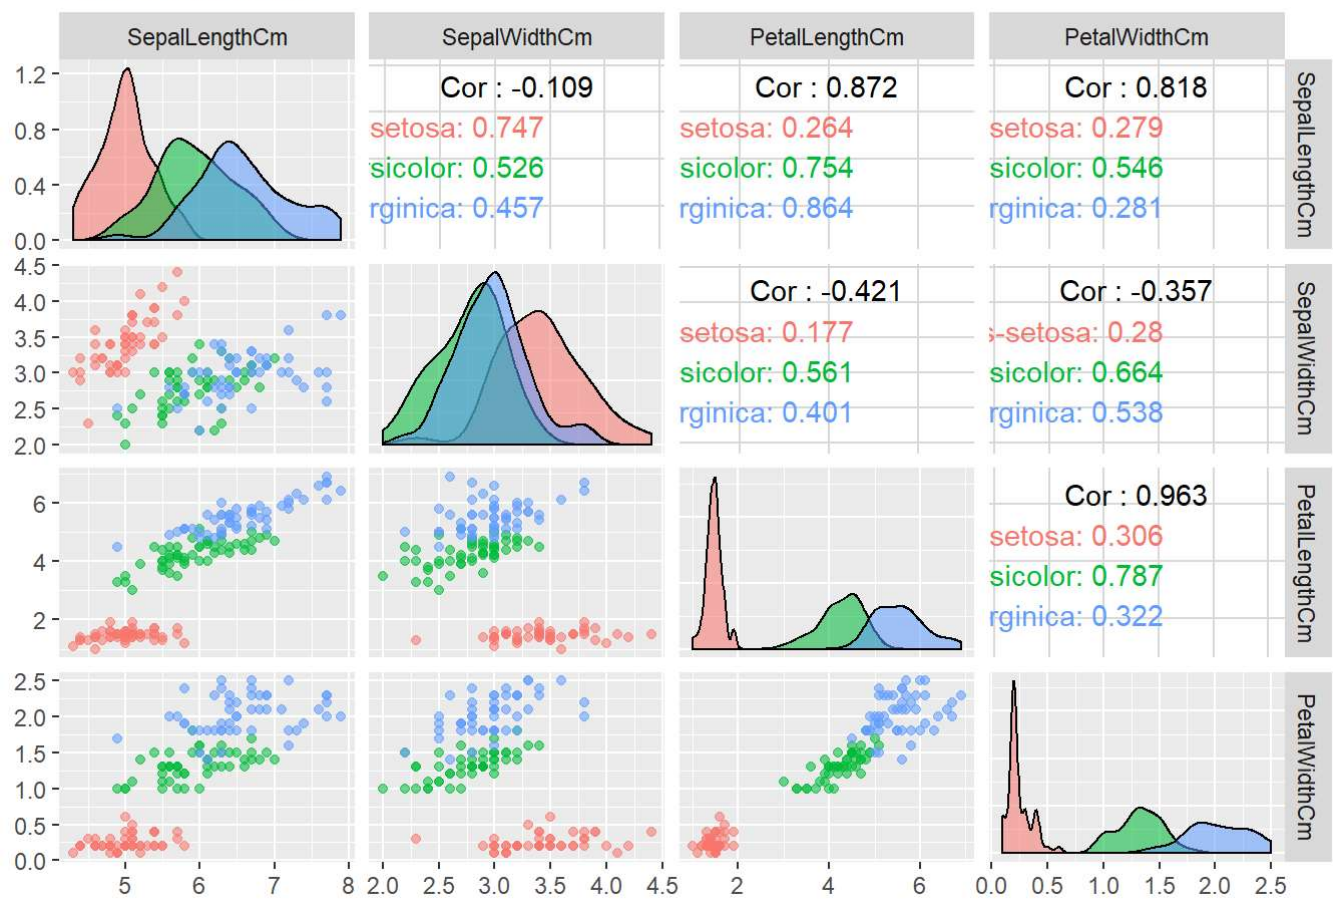 SepalLengthCm
SepalWidthCm
PetalLengthCm
PetalWidthCm
1.2
0.8
0.4
0.0
Cor : -0.109
setosa: 0.747
rsicolor: 0.526
rginica: 0.457
Cor : 0.872
setosa: 0.264
sicolor: 0.754
rginica: 0.864
Cor : 0.818
setosa: 0.279
sicolor: 0.546
rginica: 0.281
SepalLengthCm
4.5
4.0
3.5
3.0
2.5
2.0
Cor : -0.421
setosa: 0.177
sicolor: 0.561
rginica: 0.401
Cor : -0.357
s-setosa: 0.28
sicolor: 0.664
rginica: 0.538
SepalWidthCm
6
4
2
Cor : 0.963
setosa: 0.306
sicolor: 0.787
rginica: 0.322
PetalLengthCm
2.5
2.0
1.5
1.0
0.5
0.0
PetalWidthCm
5 6 7 8
2.0 2.5 3.0 3.5 4.0 4.5
2 4 6
0.0 0.5 1.0 1.5 2.0 2.5